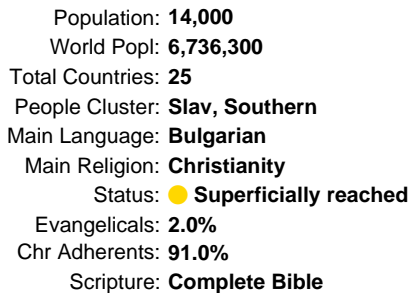 Population: 14,000
World Popl: 6,736,300
Total Countries: 25
People Cluster: Slav, Southern
Main Language: Bulgarian
Main Religion: Christianity
Status: Superficially reached
Evangelicals: 2.0%
Chr Adherents: 91.0%
Scripture: Complete Bible